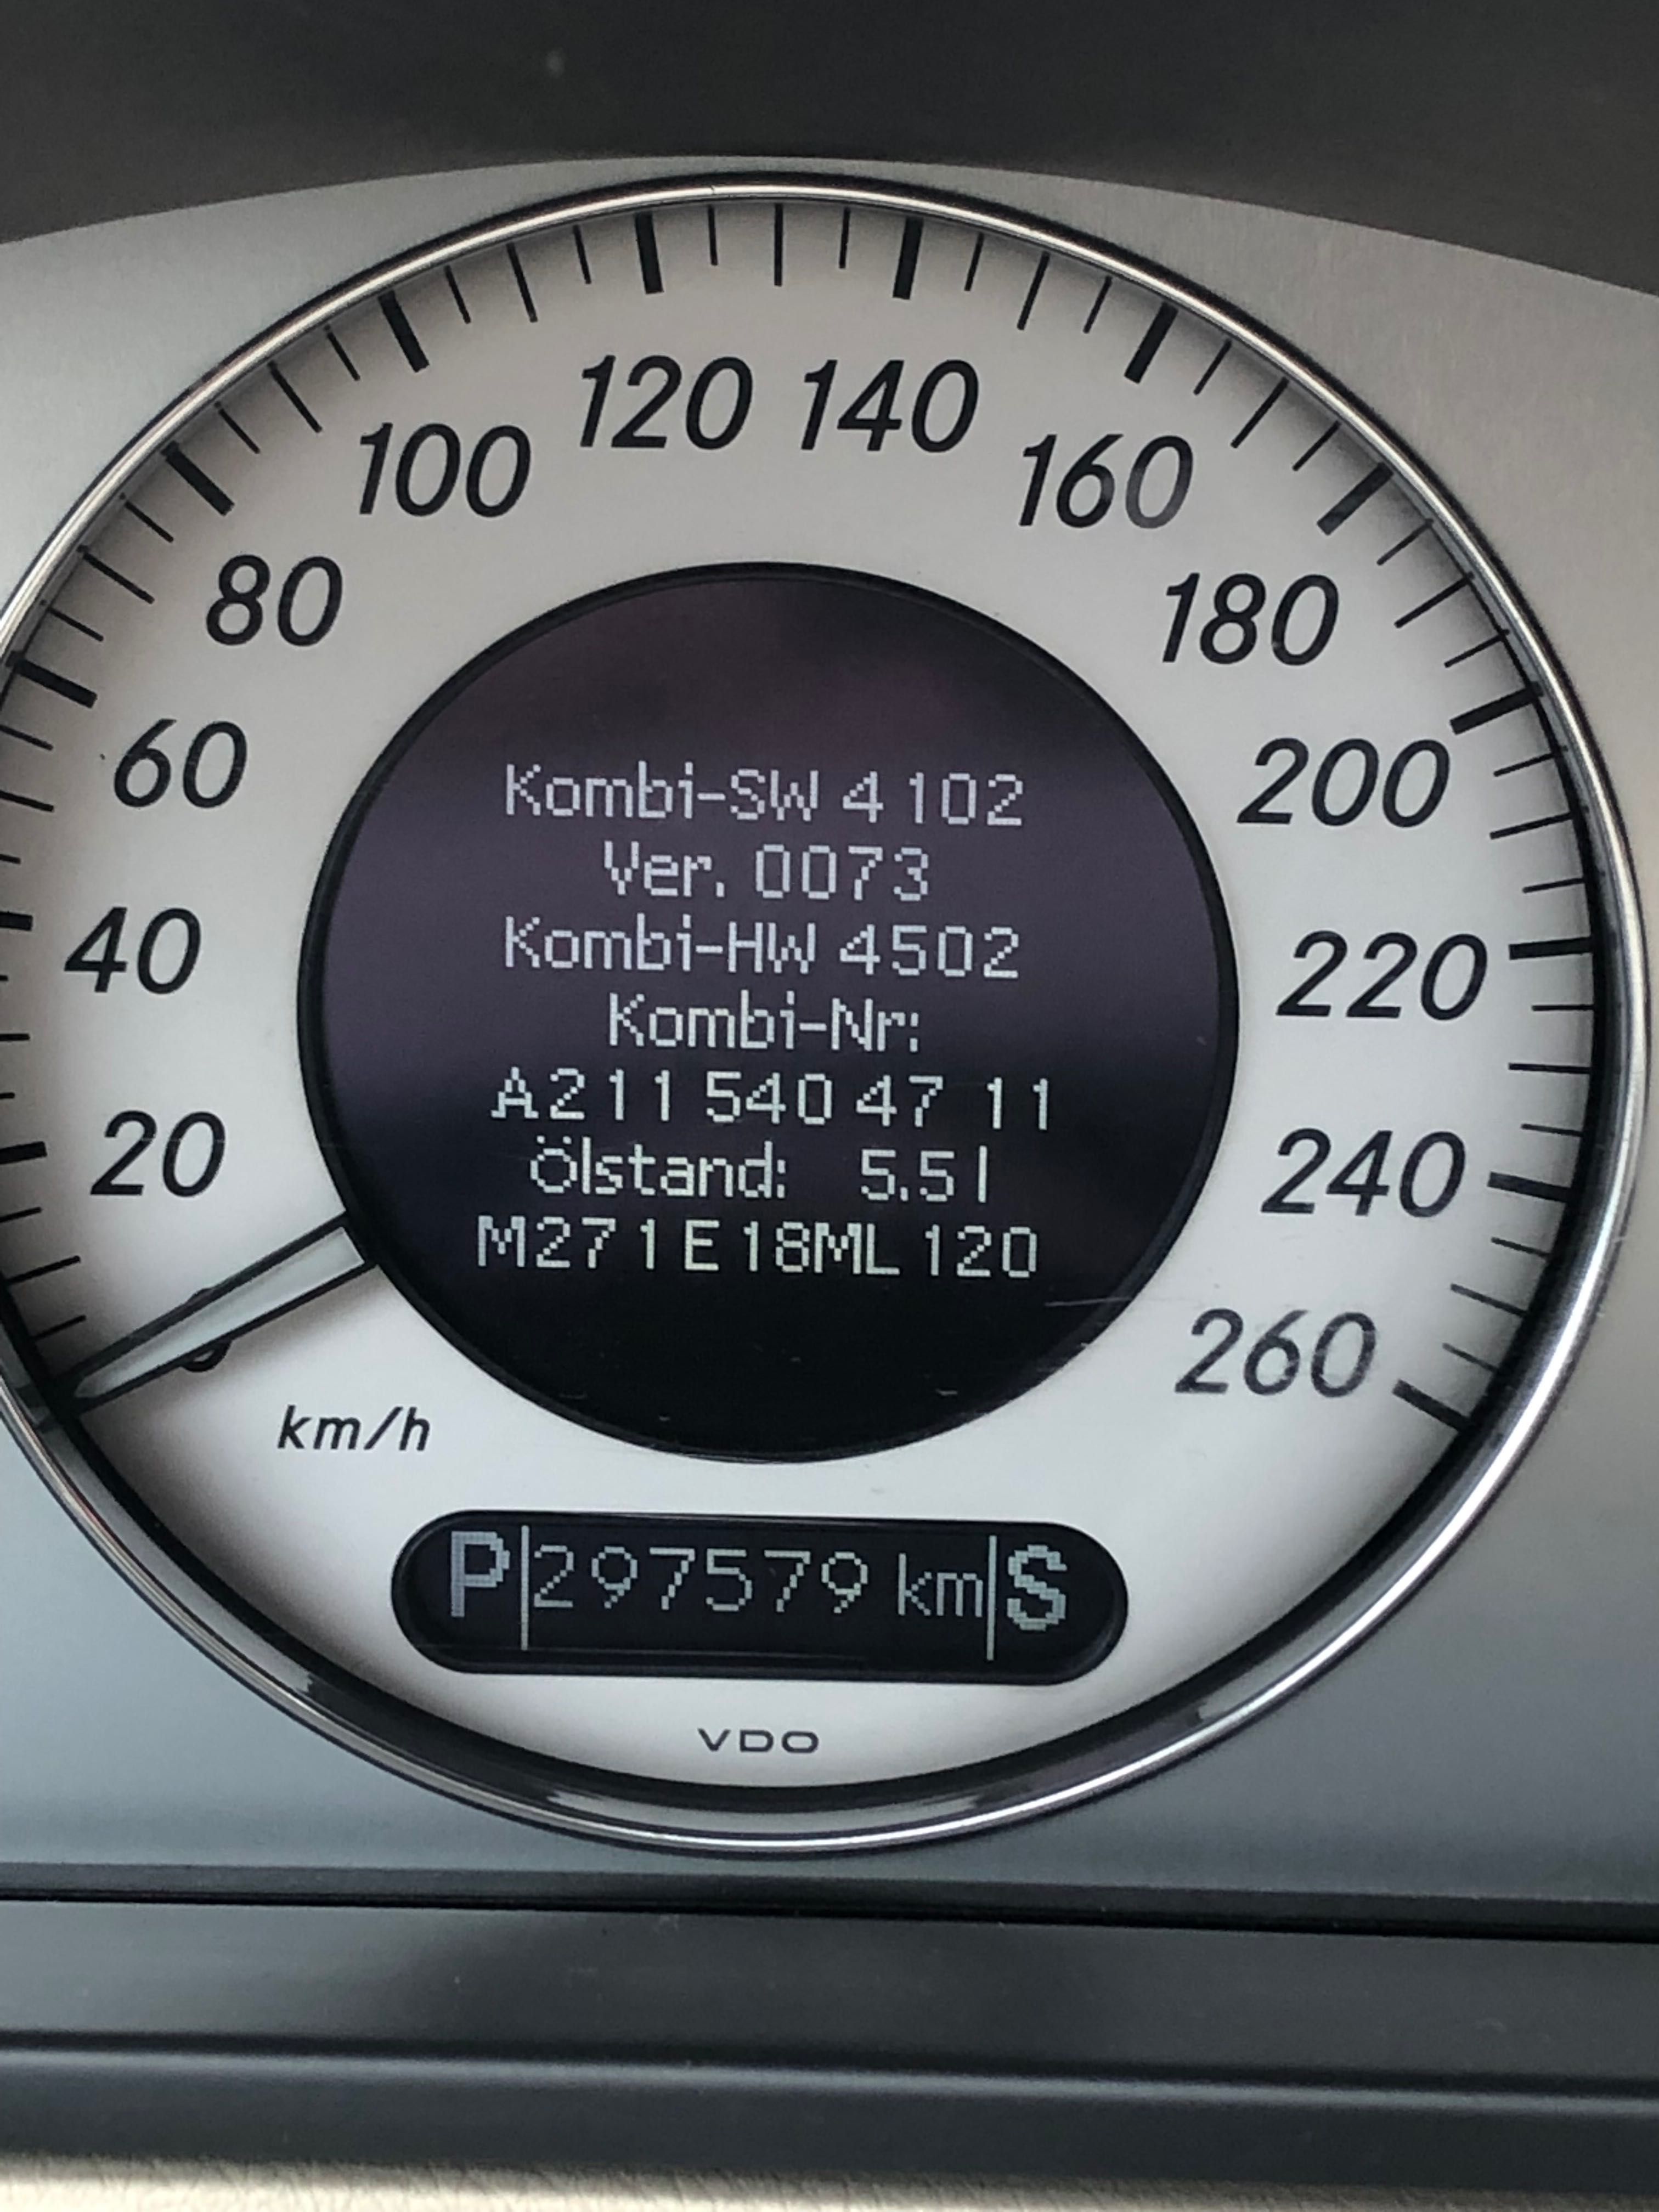 120 140
100 160
80 180
60 200
40 220
20 240
260
Kombi-SW 4102
Ver. 0073
Kombi-HW 4502
Kombi-Nr:
A211 540 47 11
Ölstand: 5.5 l
M271 E18ML 120
km/h
P 297579 km S
VDO